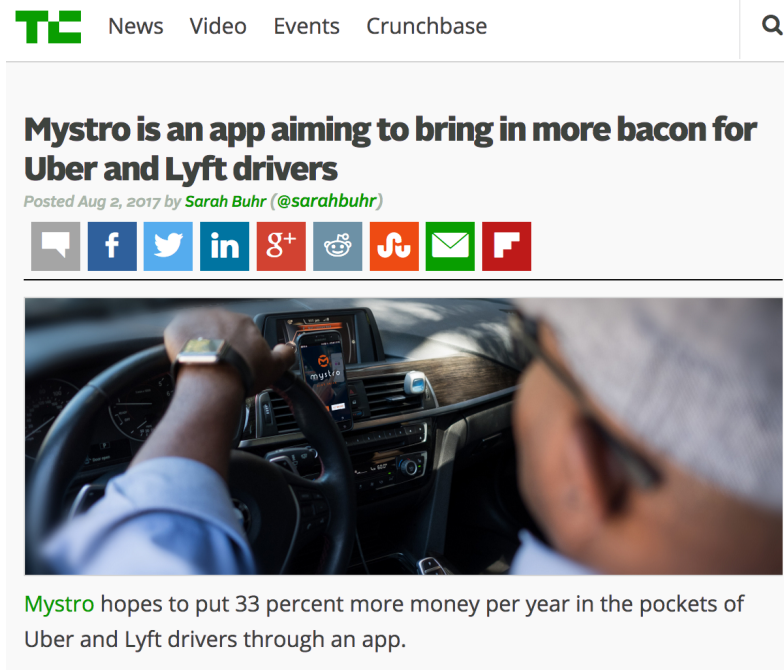 TC News Video Events Crunchbase
Mystro is an app aiming to bring in more bacon for
Uber and Lyft drivers
Posted Aug 2, 2017 by Sarah Buhr (@sarahbuhr)
f in g+
mystro
Mystro hopes to put 33 percent more money per year in the pockets of
Uber and Lyft drivers through an app.